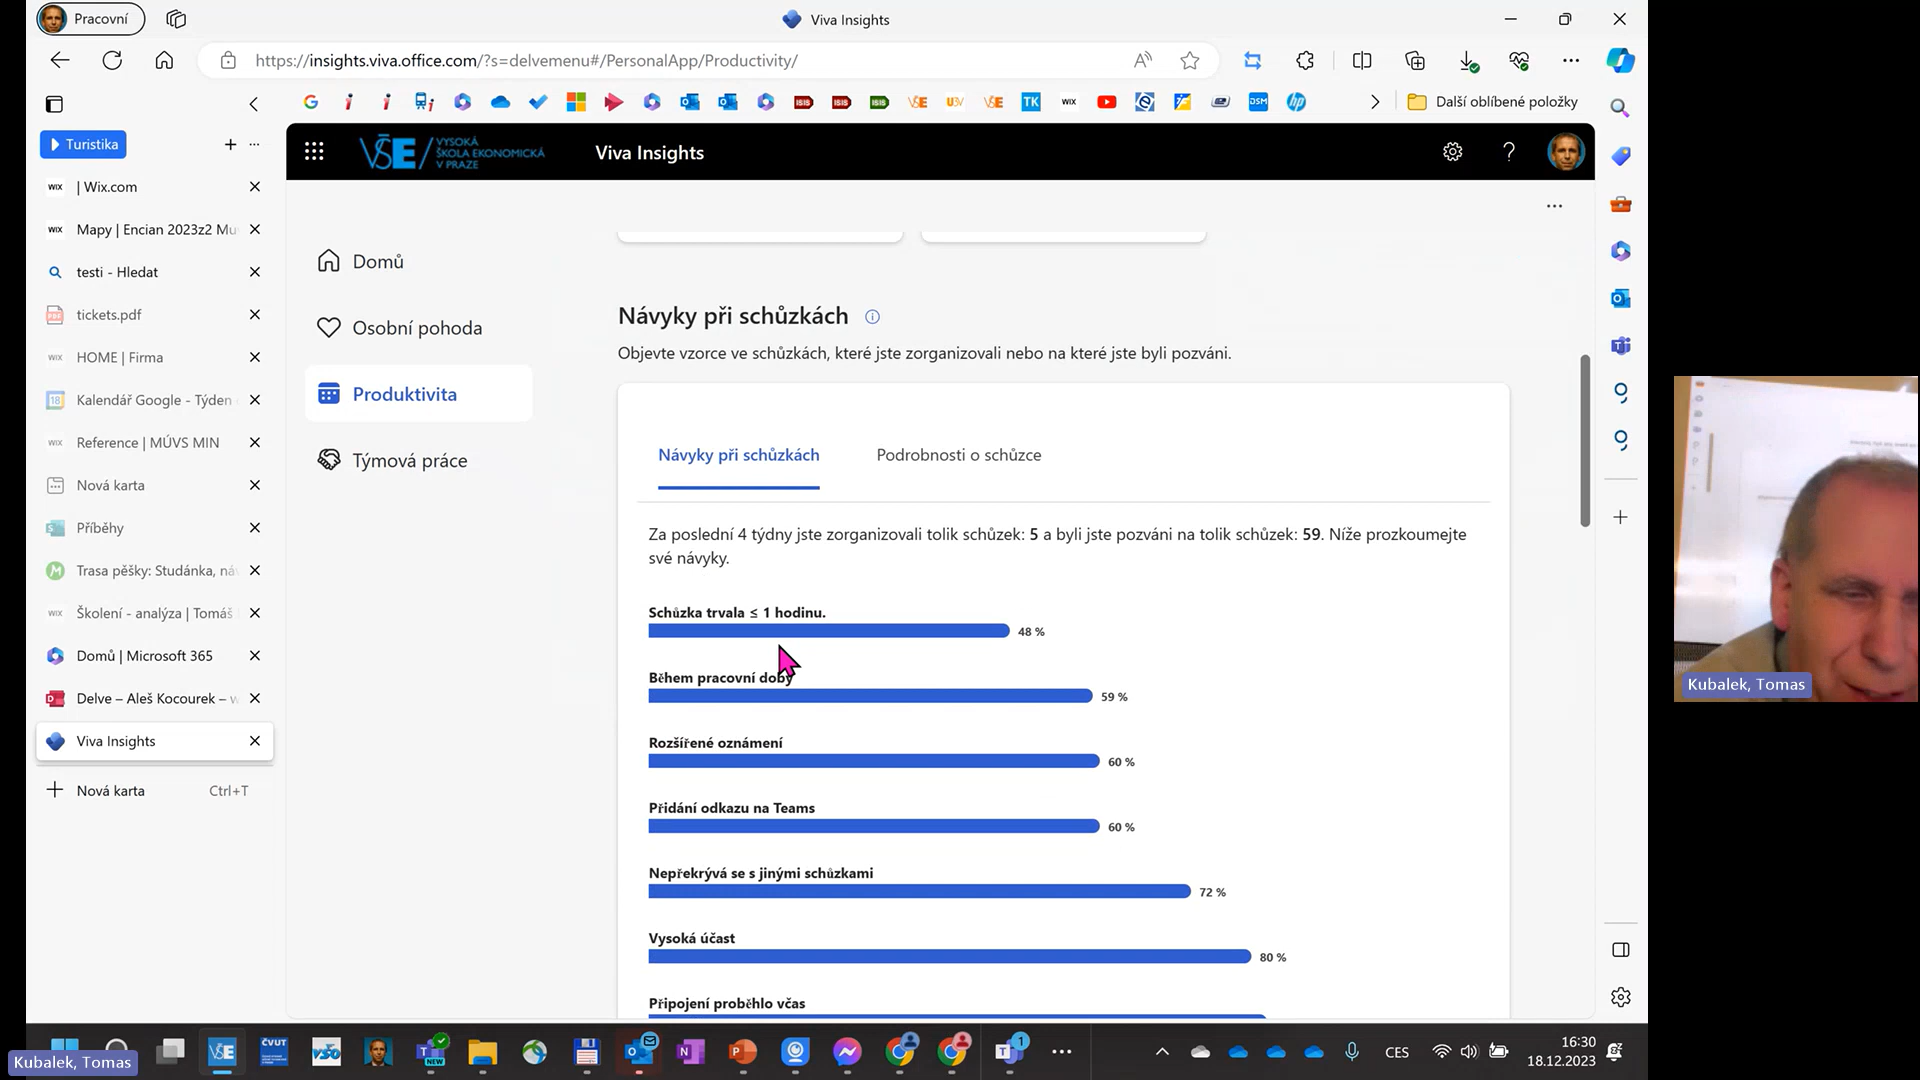 Pracovní
Viva Insights
https://insights.viva.office.com/?s=delvemenu#/PersonalApp/Productivity/
Další oblíbené položky
Turistika
| Wix.com
Mapy | Encian 2023z2 Mu
testi - Hledat
tickets.pdf
HOME | Firma
Kalendář Google - Týden
Reference | MÚVS MIN
Nová karta
Příběhy
Trasa pěšky: Studánka, ná
Školení - analýza | Tomáš
Domů | Microsoft 365
Delve – Aleš Kocourek – w
Viva Insights
Nová karta Ctrl+T
VŠE / VYSOKÁ ŠKOLA EKONOMICKÁ V PRAZE
Viva Insights
Domů
Osobní pohoda
Produktivita
Týmová práce
Návyky při schůzkách
Objevte vzorce ve schůzkách, které jste zorganizovali nebo na které jste byli pozváni.
Návyky při schůzkách Podrobnosti o schůzce
Za poslední 4 týdny jste zorganizovali tolik schůzek: 5 a byli jste pozváni na tolik schůzek: 59. Níže prozkoumejte
své návyky.
Schůzka trvala ≤ 1 hodinu.
48 %
Během pracovní doby
59 %
Rozšířené oznámení
60 %
Přidání odkazu na Teams
60 %
Nepřekrývá se s jinými schůzkami
72 %
Vysoká účast
80 %
Připojení proběhlo včas
Kubalek, Tomas
Kubalek, Tomas
CES
16:30
18.12.2023